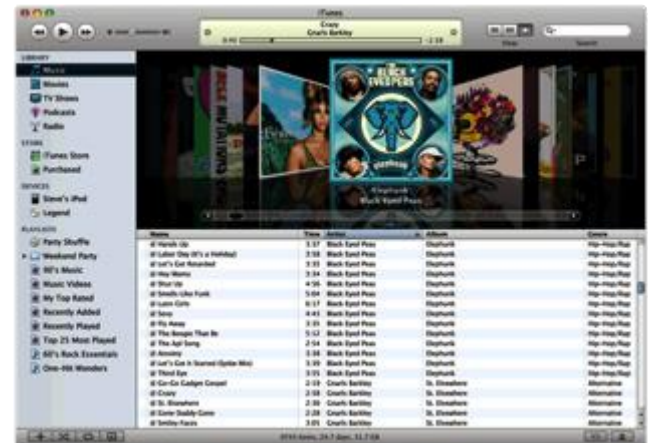 iTunes
Crazy
Gnarls Barkley
View
Search
LIBRARY
Music
Movies
TV Shows
Podcasts
Radio
STORE
iTunes Store
Purchased
DEVICES
Steve's iPod
Legend
PLAYLISTS
Party Shuffle
Weekend Party
90's Music
Music Videos
My Top Rated
Recently Added
Recently Played
Top 25 Most Played
60's Rock Essentials
One-Hit Wonders
BLACK EYED PEAS
elephunk
Elephunk
Black Eyed Peas
Name Time Artist Album Genre
Hands Up 3:37 Black Eyed Peas Elephunk Hip-Hop/Rap
Labor Day (It's a Holiday) 3:58 Black Eyed Peas Elephunk Hip-Hop/Rap
Let's Get Retarded 3:35 Black Eyed Peas Elephunk Hip-Hop/Rap
Hey Mama 3:34 Black Eyed Peas Elephunk Hip-Hop/Rap
Shut Up 4:56 Black Eyed Peas Elephunk Hip-Hop/Rap
Smells Like Funk 5:04 Black Eyed Peas Elephunk Hip-Hop/Rap
Latin Girls 6:17 Black Eyed Peas Elephunk Hip-Hop/Rap
Sexy 4:43 Black Eyed Peas Elephunk Hip-Hop/Rap
Fly Away 3:35 Black Eyed Peas Elephunk Hip-Hop/Rap
The Boogie That Be 5:12 Black Eyed Peas Elephunk Hip-Hop/Rap
The Apl Song 2:54 Black Eyed Peas Elephunk Hip-Hop/Rap
Anxiety 3:38 Black Eyed Peas Elephunk Hip-Hop/Rap
Let's Get It Started (Spike Mix) 3:39 Black Eyed Peas Elephunk Hip-Hop/Rap
Third Eye 3:35 Black Eyed Peas Elephunk Hip-Hop/Rap
Go-Go Gadget Gospel 2:19 Gnarls Barkley St. Elsewhere Alternative
Crazy 2:58 Gnarls Barkley St. Elsewhere Alternative
St. Elsewhere 2:30 Gnarls Barkley St. Elsewhere Alternative
Gone Daddy Gone 2:28 Gnarls Barkley St. Elsewhere Alternative
Smiley Faces 3:05 Gnarls Barkley St. Elsewhere Alternative